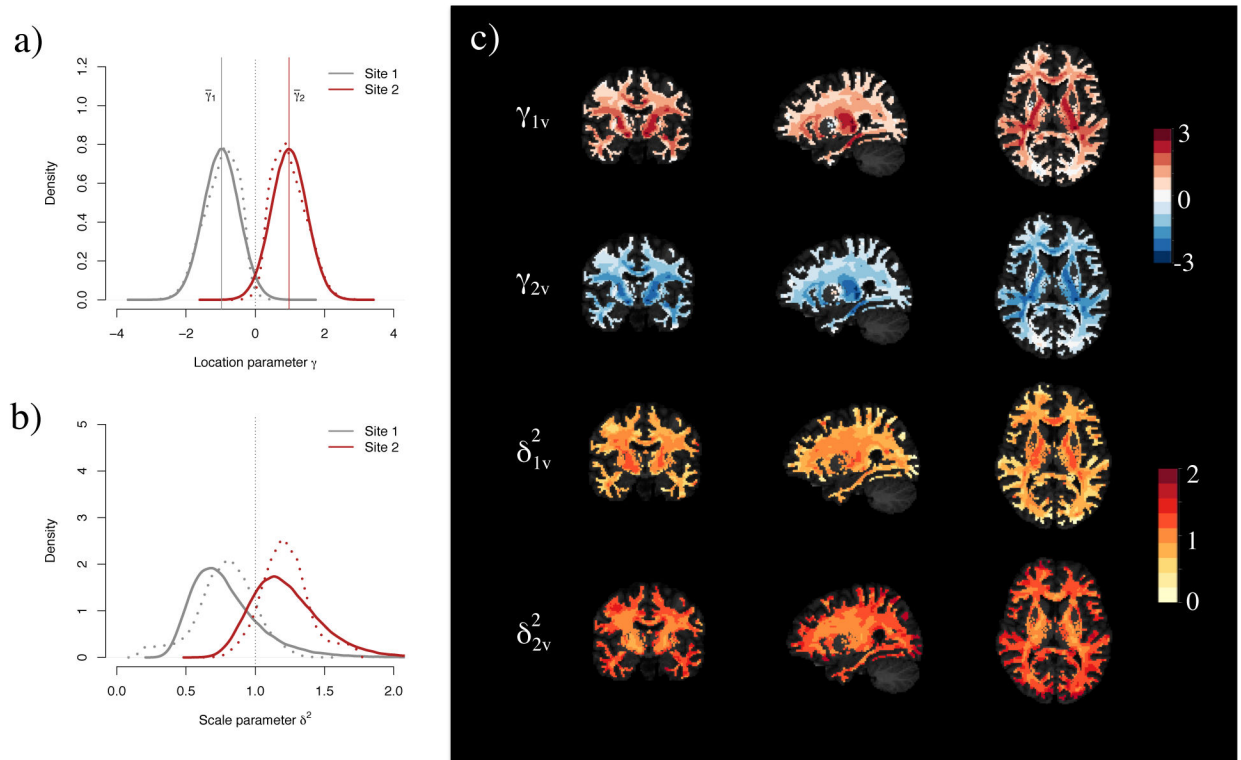 a)
Site 1
Site 2
γ̄₁
γ̄₂
Density
1.2
1.0
0.8
0.6
0.4
0.2
0.0
−4 −2 0 2 4
Location parameter γ
b)
Site 1
Site 2
Density
5
4
3
2
1
0
0.0 0.5 1.0 1.5 2.0
Scale parameter δ²
c)
γ₁ᵥ
3
0
-3
γ₂ᵥ
δ²₁ᵥ
2
1
0
δ²₂ᵥ